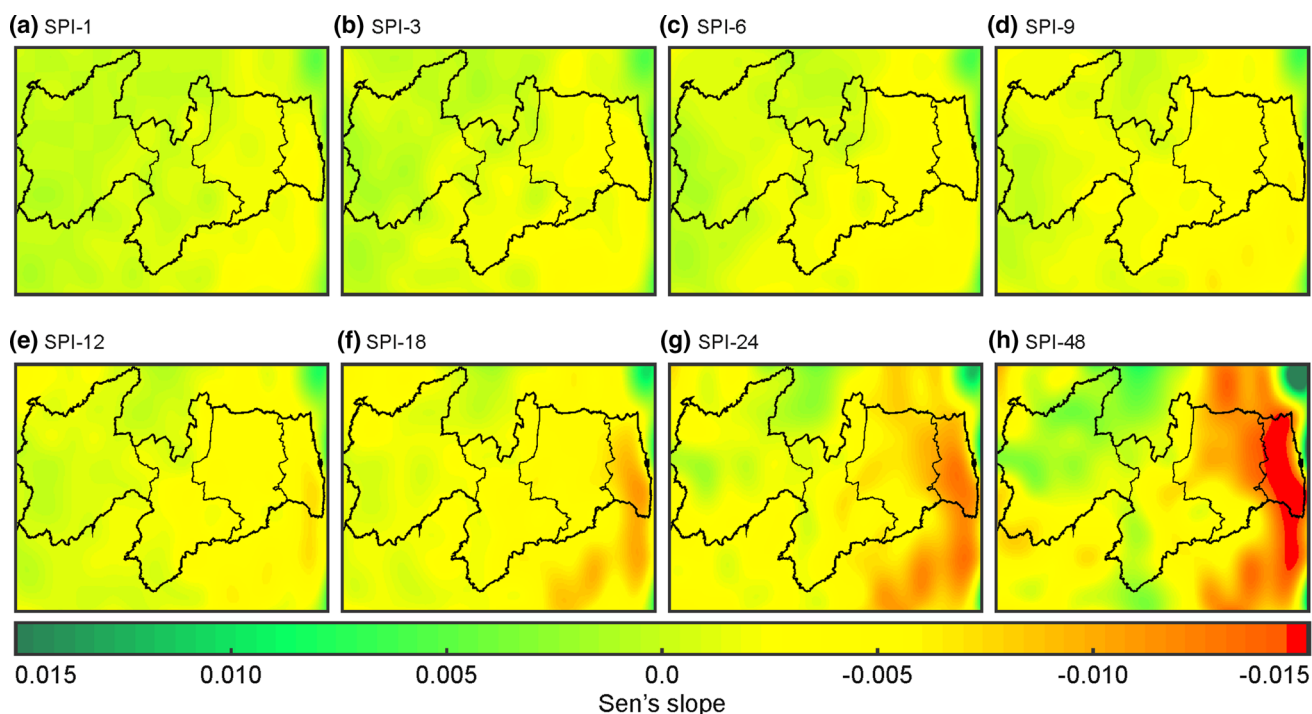 (a) SPI-1
(b) SPI-3
(c) SPI-6
(d) SPI-9
(e) SPI-12
(f) SPI-18
(g) SPI-24
(h) SPI-48
0.015 0.010 0.005 0.0 -0.005 -0.010 -0.015
Sen's slope